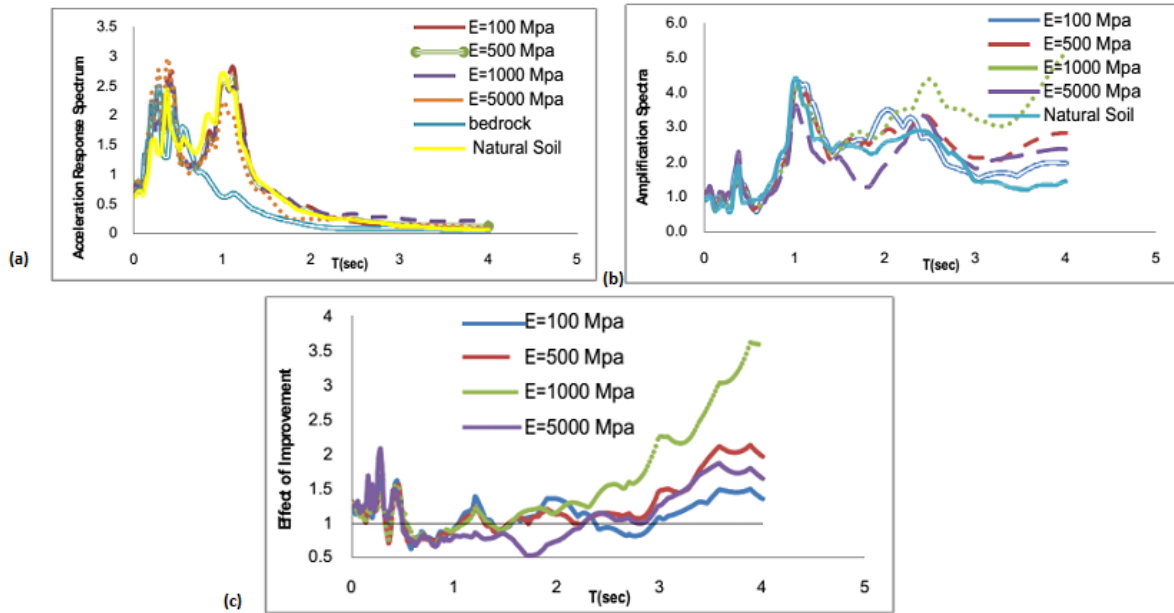 3.5
3
2.5
2
1.5
1
0.5
0
Acceleration Response Spectrum
E=100 Mpa
E=500 Mpa
E=1000 Mpa
E=5000 Mpa
bedrock
Natural Soil
0 1 2 3 4 5
T(sec)
(a)
6.0
5.0
4.0
3.0
2.0
1.0
0.0
Amplification Spectra
E=100 Mpa
E=500 Mpa
E=1000 Mpa
E=5000 Mpa
Natural Soil
0 1 2 3 4 5
T(sec)
(b)
4
3.5
3
2.5
2
1.5
1
0.5
Effect of Improvement
E=100 Mpa
E=500 Mpa
E=1000 Mpa
E=5000 Mpa
0 1 2 3 4 5
T(sec)
(c)